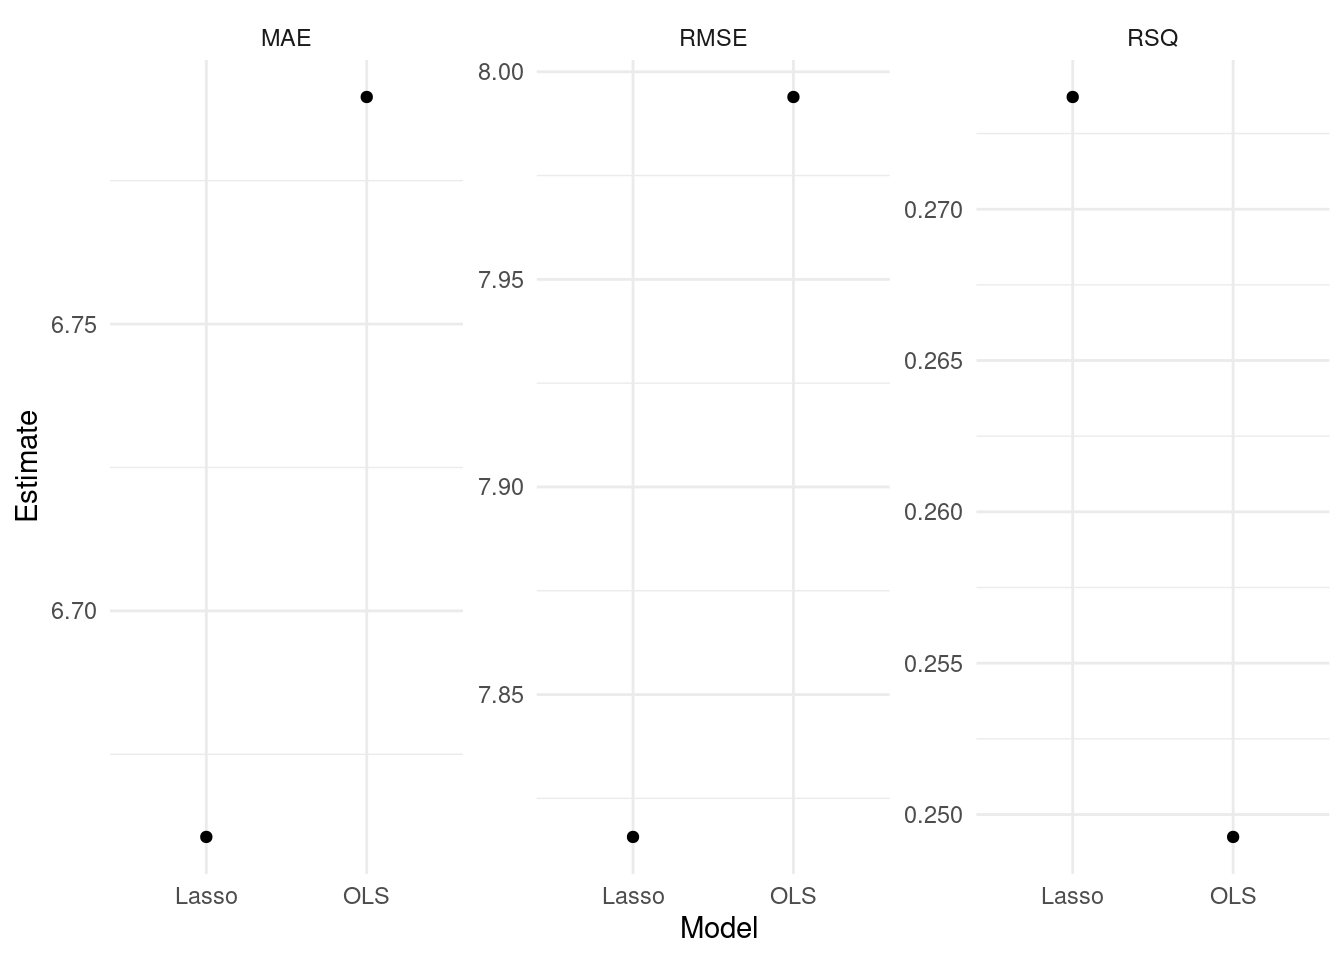 MAE
RMSE
RSQ
Estimate
6.75
6.70
8.00
7.95
7.90
7.85
0.270
0.265
0.260
0.255
0.250
Lasso
OLS
Lasso
OLS
Lasso
OLS
Model